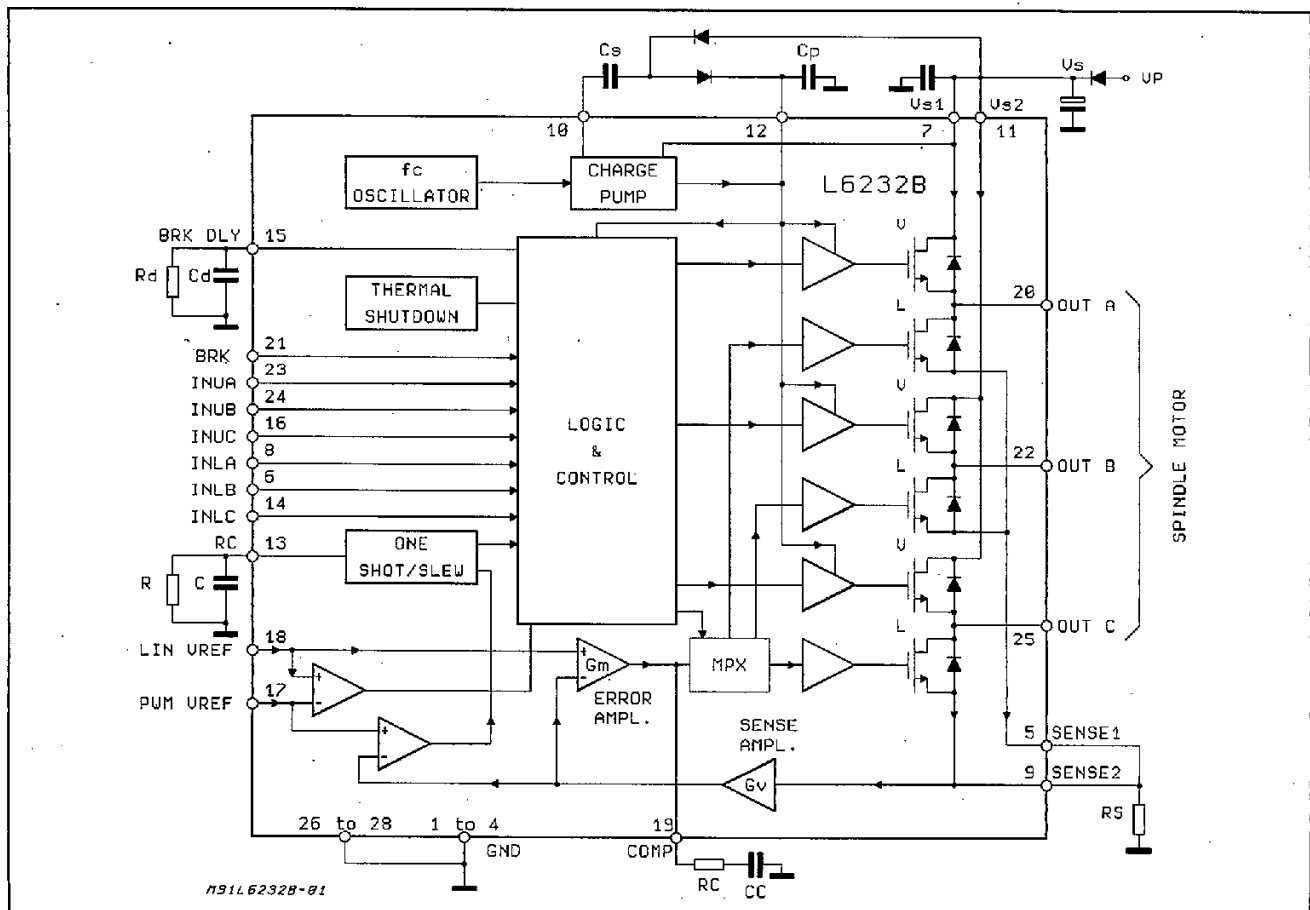 Cs
Cp
Vs
VP
Vs1
Vs2
10
12
7
11
fc
OSCILLATOR
CHARGE
PUMP
L6232B
BRK DLY
15
U
Rd
Cd
THERMAL
SHUTDOWN
20
OUT A
L
BRK
21
INUA
23
INUB
24
U
INUC
16
INLA
8
LOGIC
&
CONTROL
22
OUT B
L
INLB
6
INLC
14
SPINDLE MOTOR
RC
13
ONE
SHOT/SLEW
U
R
C
L
25
OUT C
LIN VREF
18
+
-
Gm
MPX
ERROR
AMPL.
PWM VREF
17
+
-
+
-
SENSE
AMPL.
Gv
5
SENSE1
9
SENSE2
RS
26 to 28
1 to 4
GND
19
COMP
RC
CC
M91L6232B-01